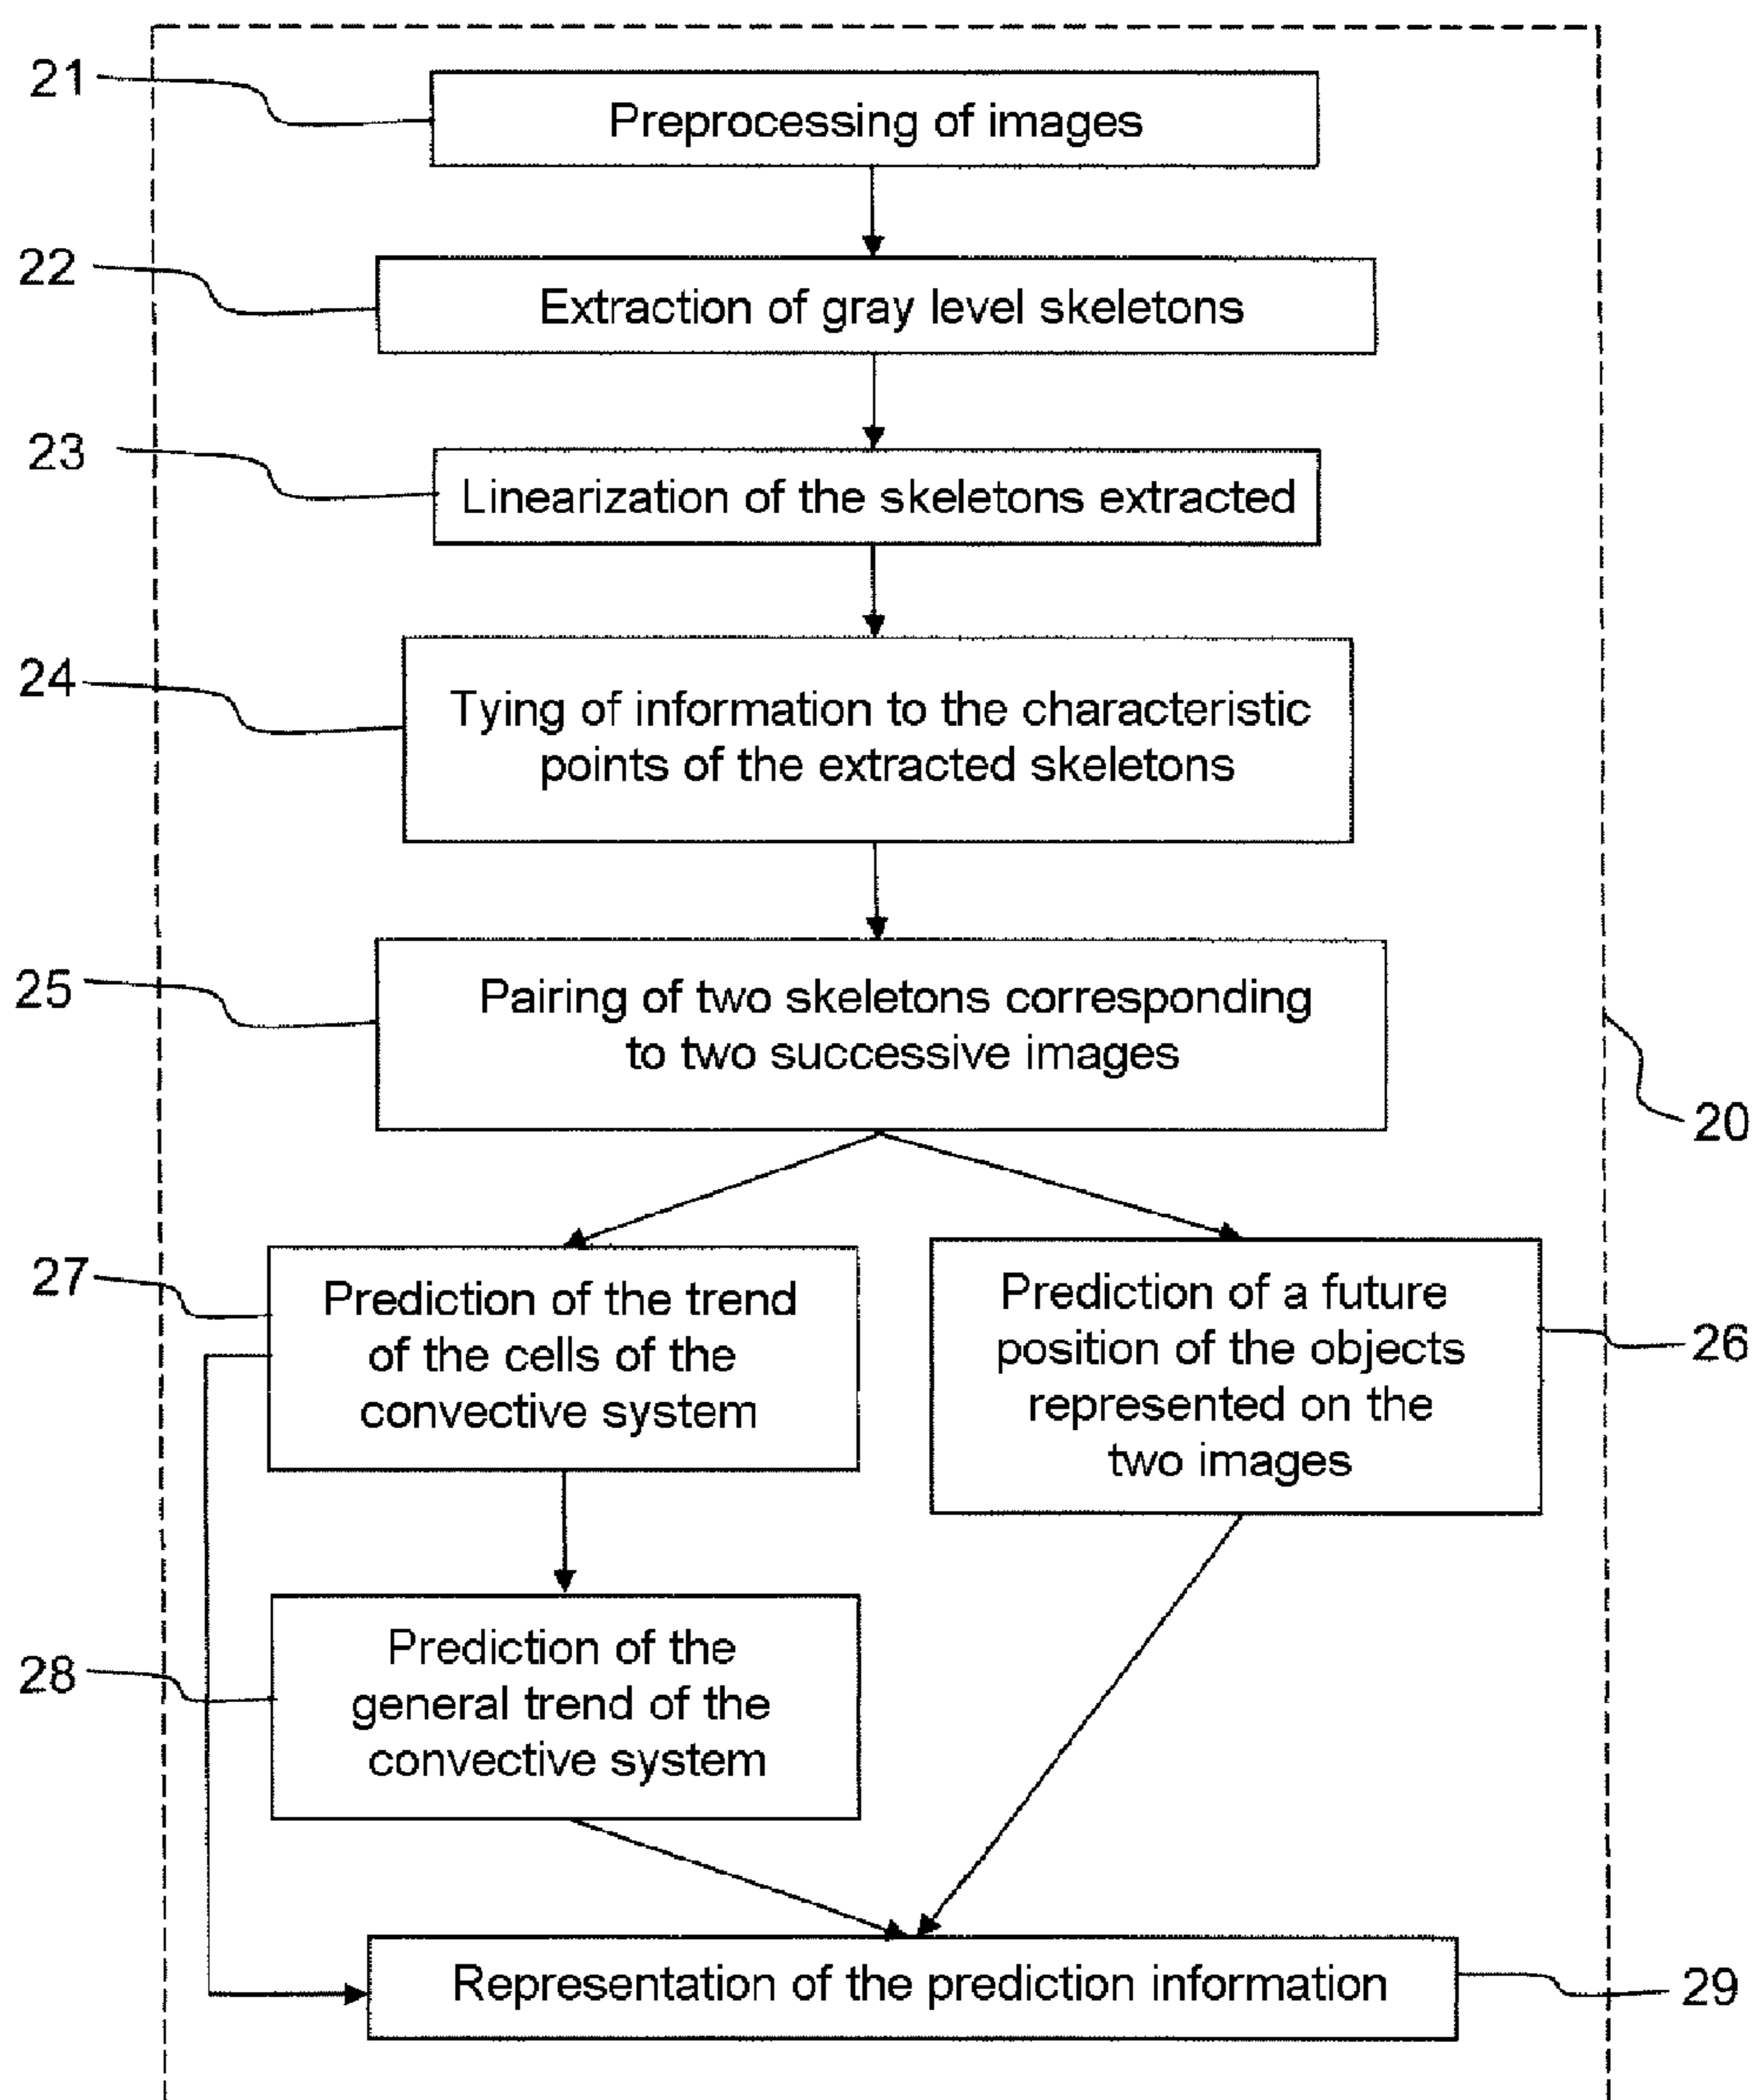 21
Preprocessing of images
22
Extraction of gray level skeletons
23
Linearization of the skeletons extracted
24
Tying of information to the characteristic
points of the extracted skeletons
25
Pairing of two skeletons corresponding
to two successive images
20
27
Prediction of the trend
of the cells of the
convective system
Prediction of a future
position of the objects
represented on the
two images
26
28
Prediction of the
general trend of the
convective system
Representation of the prediction information
29